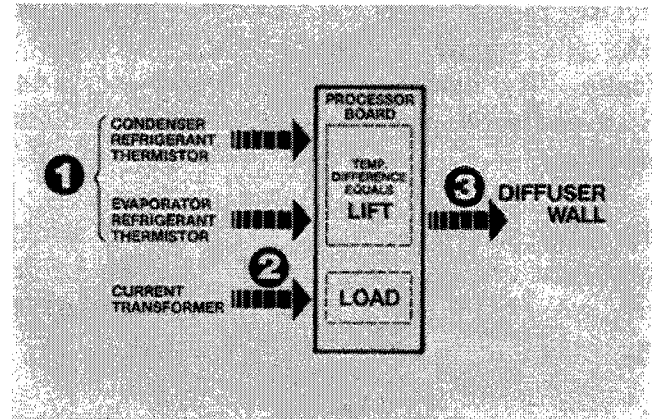 1
CONDENSER
REFRIGERANT
THERMISTOR
EVAPORATOR
REFRIGERANT
THERMISTOR
2
CURRENT
TRANSFORMER
PROCESSOR
BOARD
TEMP.
DIFFERENCE
EQUALS
LIFT
LOAD
3
DIFFUSER
WALL